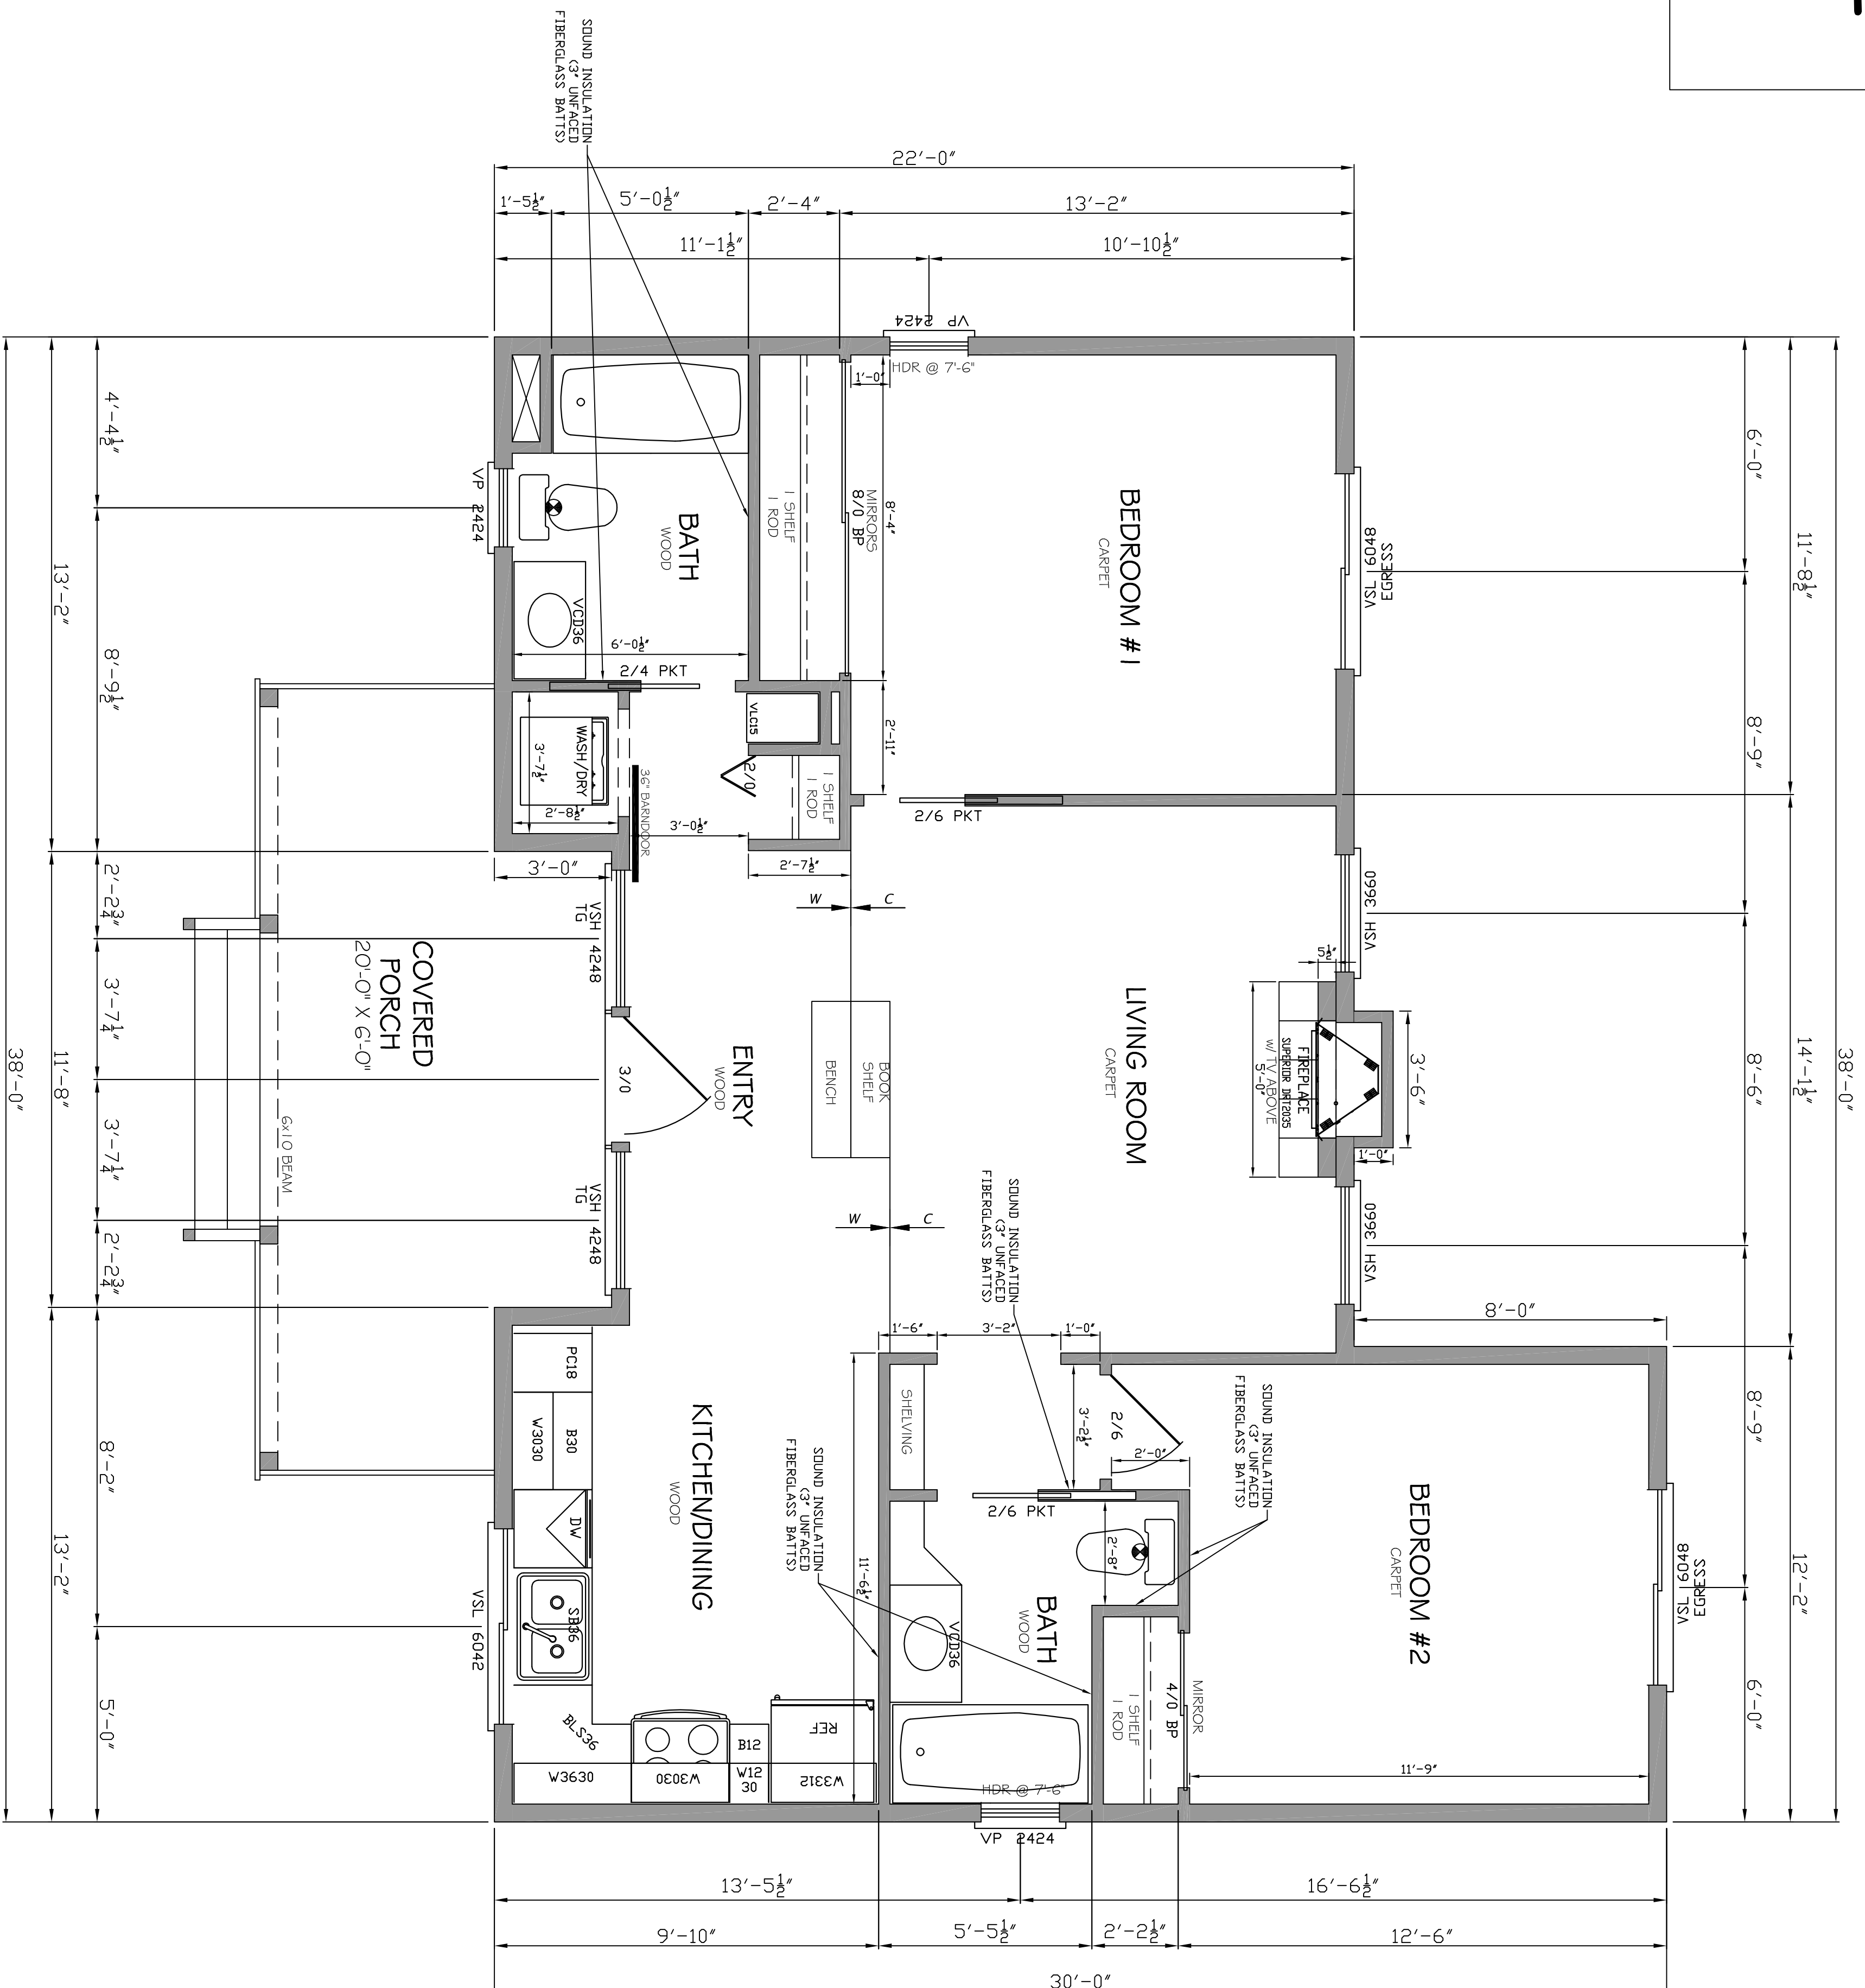 SOUND INSULATION
(3" UNFACED
FIBERGLASS BATTS)
22'-0"
1'-5½"
5'-0½"
2'-4"
13'-2"
11'-1½"
10'-10½"
VP 2424
HDR @ 7'-6"
1'-0"
4'-4½"
13'-2"
8'-9½"
VP 2424
BATH
WOOD
VCD36
6'-0½"
2/4 PKT
1 SHELF
1 ROD
MIRRORS
8/0 BP
8'-4"
BEDROOM #1
CARPET
EGRESS
VSL 6048
6'-0"
11'-8½"
8'-9"
2'-11"
VLC15
2/0
1 SHELF
1 ROD
WASH/DRY
3'-7½"
2'-8½"
36" BARNDOOR
3'-0½"
2'-7½"
3'-0"
2/6 PKT
W
C
VSH 4248
TG
2'-2¾"
3'-7¼"
11'-8"
3'-7¼"
2'-2¾"
38'-0"
COVERED
PORCH
20'-0" X 6'-0"
6x10 BEAM
3/0
ENTRY
WOOD
BOOK
SHELF
BENCH
LIVING ROOM
CARPET
VSH 3660
5½"
FIREPLACE
SUPERIOR DRT2035
w/ TV ABOVE
5'-0"
3'-6"
1'-0"
8'-6"
14'-1½"
38'-0"
VSH 4248
TG
W
C
SOUND INSULATION
(3" UNFACED
FIBERGLASS BATTS)
VSH 3660
8'-0"
1'-6"
3'-2"
1'-0"
PC18
B30
W3030
DW
SB36
VSL 6042
8'-2"
13'-2"
5'-0"
KITCHEN/DINING
WOOD
SOUND INSULATION
(3" UNFACED
FIBERGLASS BATTS)
11'-6½"
SHELVING
3'-2½"
2/6
2'-0"
SOUND INSULATION
(3" UNFACED
FIBERGLASS BATTS)
2/6 PKT
2'-8"
BATH
WOOD
VCD36
BEDROOM #2
CARPET
EGRESS
VSL 6048
8'-9"
12'-2"
6'-0"
MIRROR
4/0 BP
1 SHELF
1 ROD
11'-9"
BLS36
W3630
W3030
B12
W12
30
REF
W3312
HDR @ 7'-6"
VP 2424
13'-5½"
16'-6½"
9'-10"
5'-5½"
2'-2½"
12'-6"
30'-0"